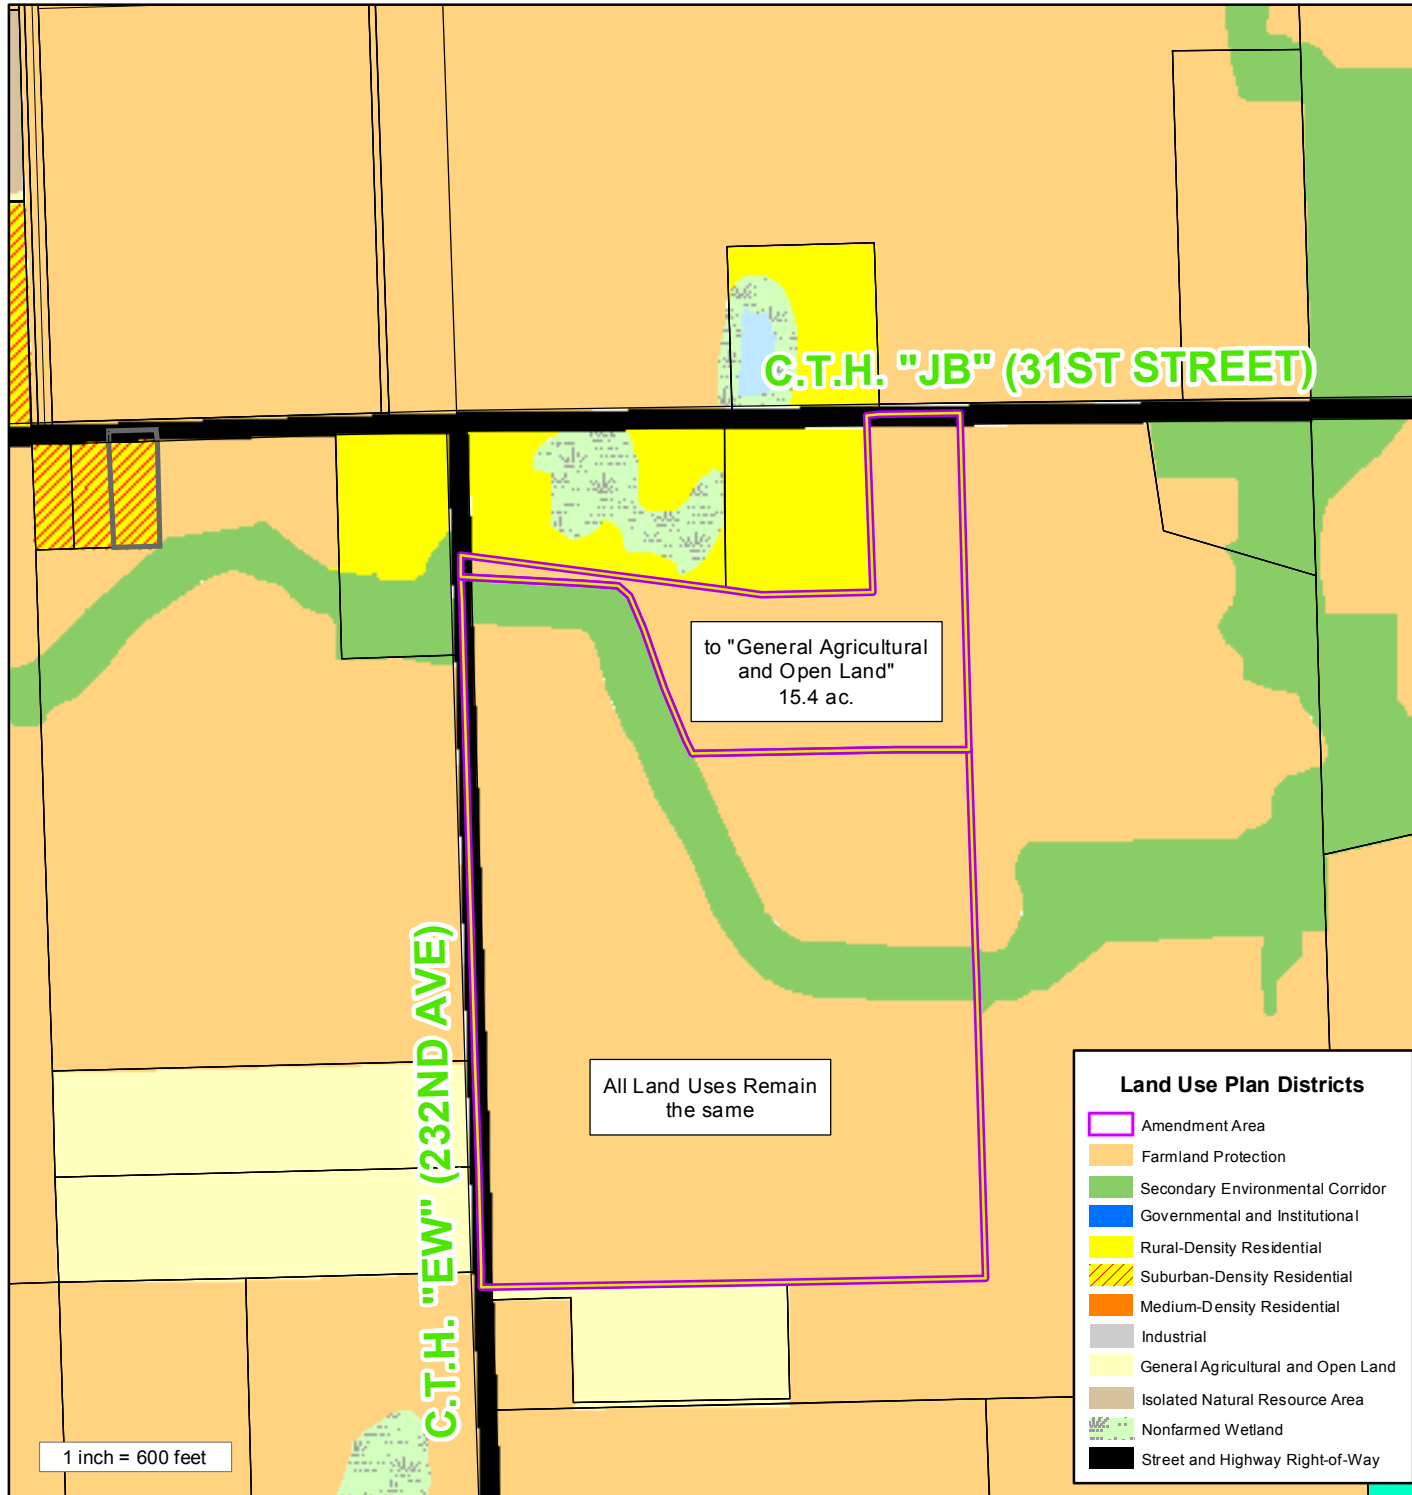 C.T.H. "JB" (31ST STREET)
to "General Agricultural
and Open Land"
15.4 ac.
C.T.H. "EW" (232ND AVE)
All Land Uses Remain
the same
Land Use Plan Districts
Amendment Area
Farmland Protection
Secondary Environmental Corridor
Governmental and Institutional
Rural-Density Residential
Suburban-Density Residential
Medium-Density Residential
Industrial
General Agricultural and Open Land
Isolated Natural Resource Area
Nonfarmed Wetland
Street and Highway Right-of-Way
1 inch = 600 feet